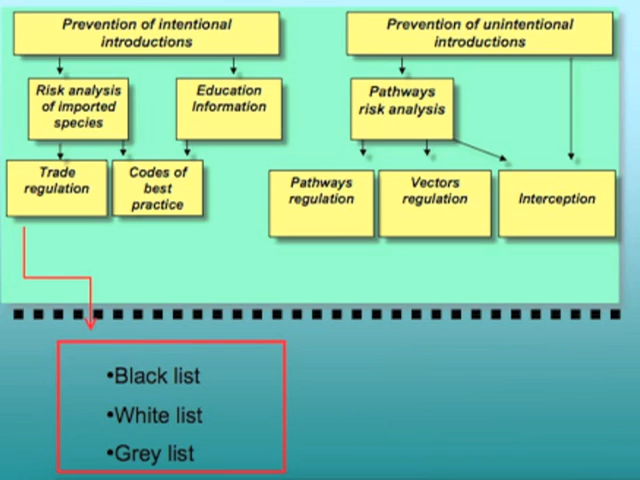 Prevention of intentional
introductions
Prevention of unintentional
introductions
Risk analysis
of imported
species
Education
Information
Pathways
risk analysis
Trade
regulation
Codes of
best
practice
Pathways
regulation
Vectors
regulation
Interception
•Black list
•White list
•Grey list